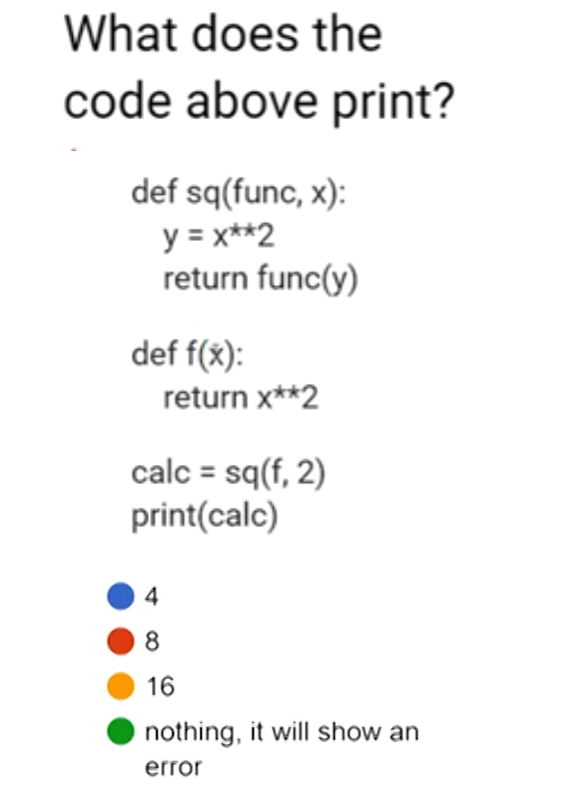 What does the
code above print?
def sq(func, x):
y = x**2
return func(y)
def f(x):
return x**2
calc = sq(f, 2)
print(calc)
4
8
16
nothing, it will show an
error